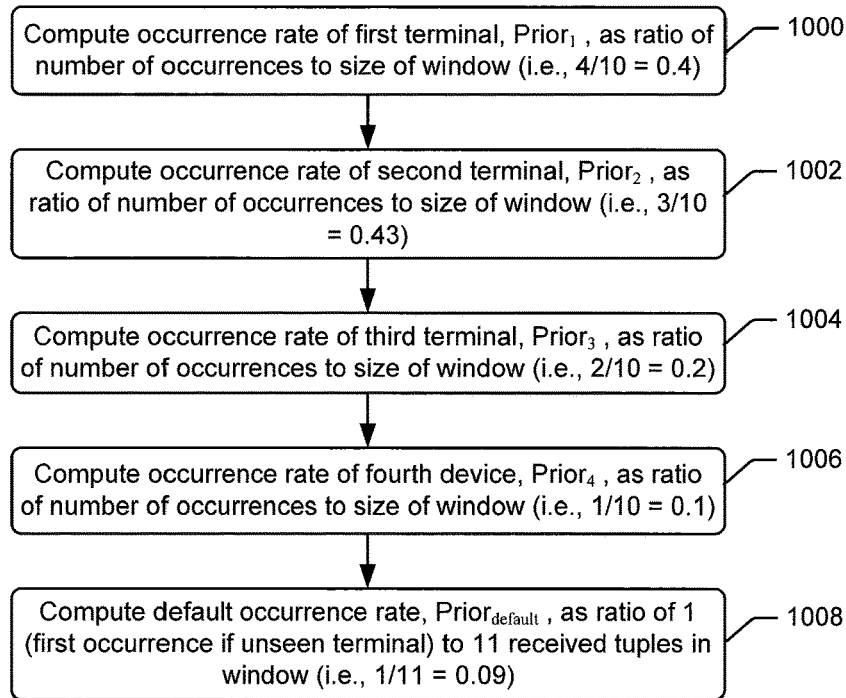 Compute occurrence rate of first terminal, Prior₁ , as ratio of
number of occurrences to size of window (i.e., 4/10 = 0.4)
1000
Compute occurrence rate of second terminal, Prior₂ , as
ratio of number of occurrences to size of window (i.e., 3/10
= 0.43)
1002
Compute occurrence rate of third terminal, Prior₃ , as ratio
of number of occurrences to size of window (i.e., 2/10 = 0.2)
1004
Compute occurrence rate of fourth device, Prior₄ , as ratio
of number of occurrences to size of window (i.e., 1/10 = 0.1)
1006
Compute default occurrence rate, Prior_default , as ratio of 1
(first occurrence if unseen terminal) to 11 received tuples in
window (i.e., 1/11 = 0.09)
1008